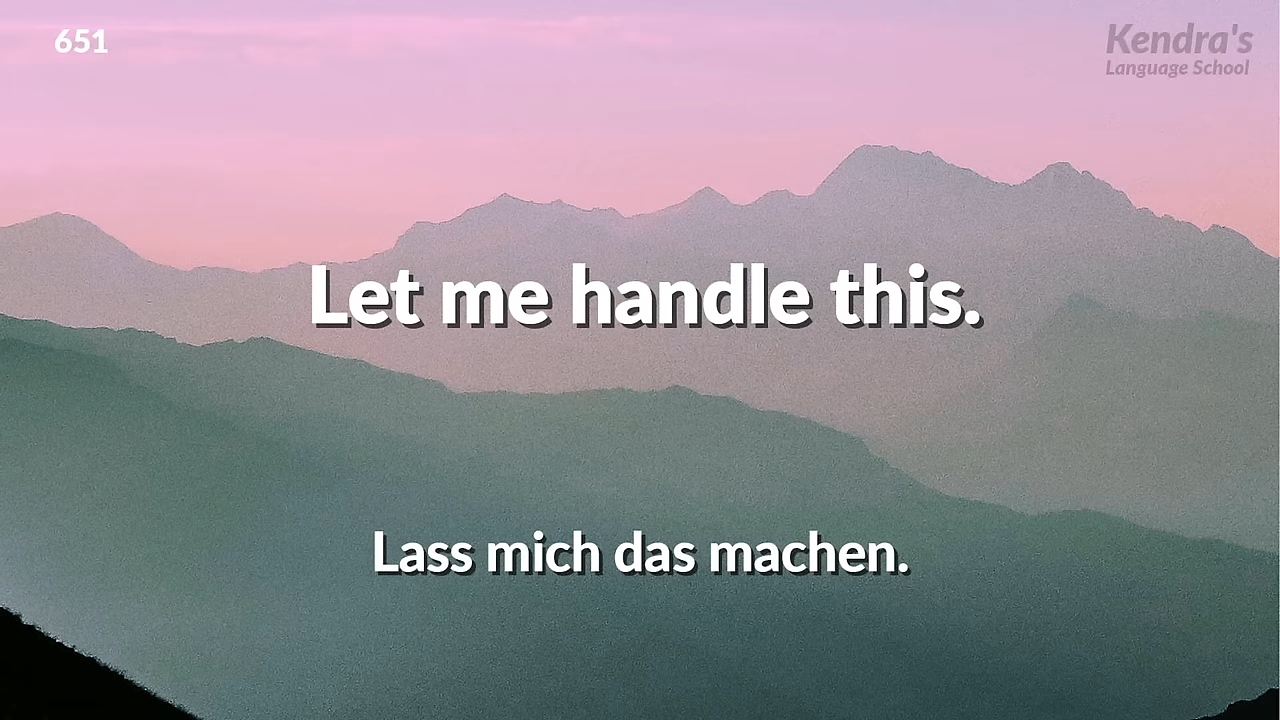 651
Kendra's
Language School
Let me handle this.
Lass mich das machen.